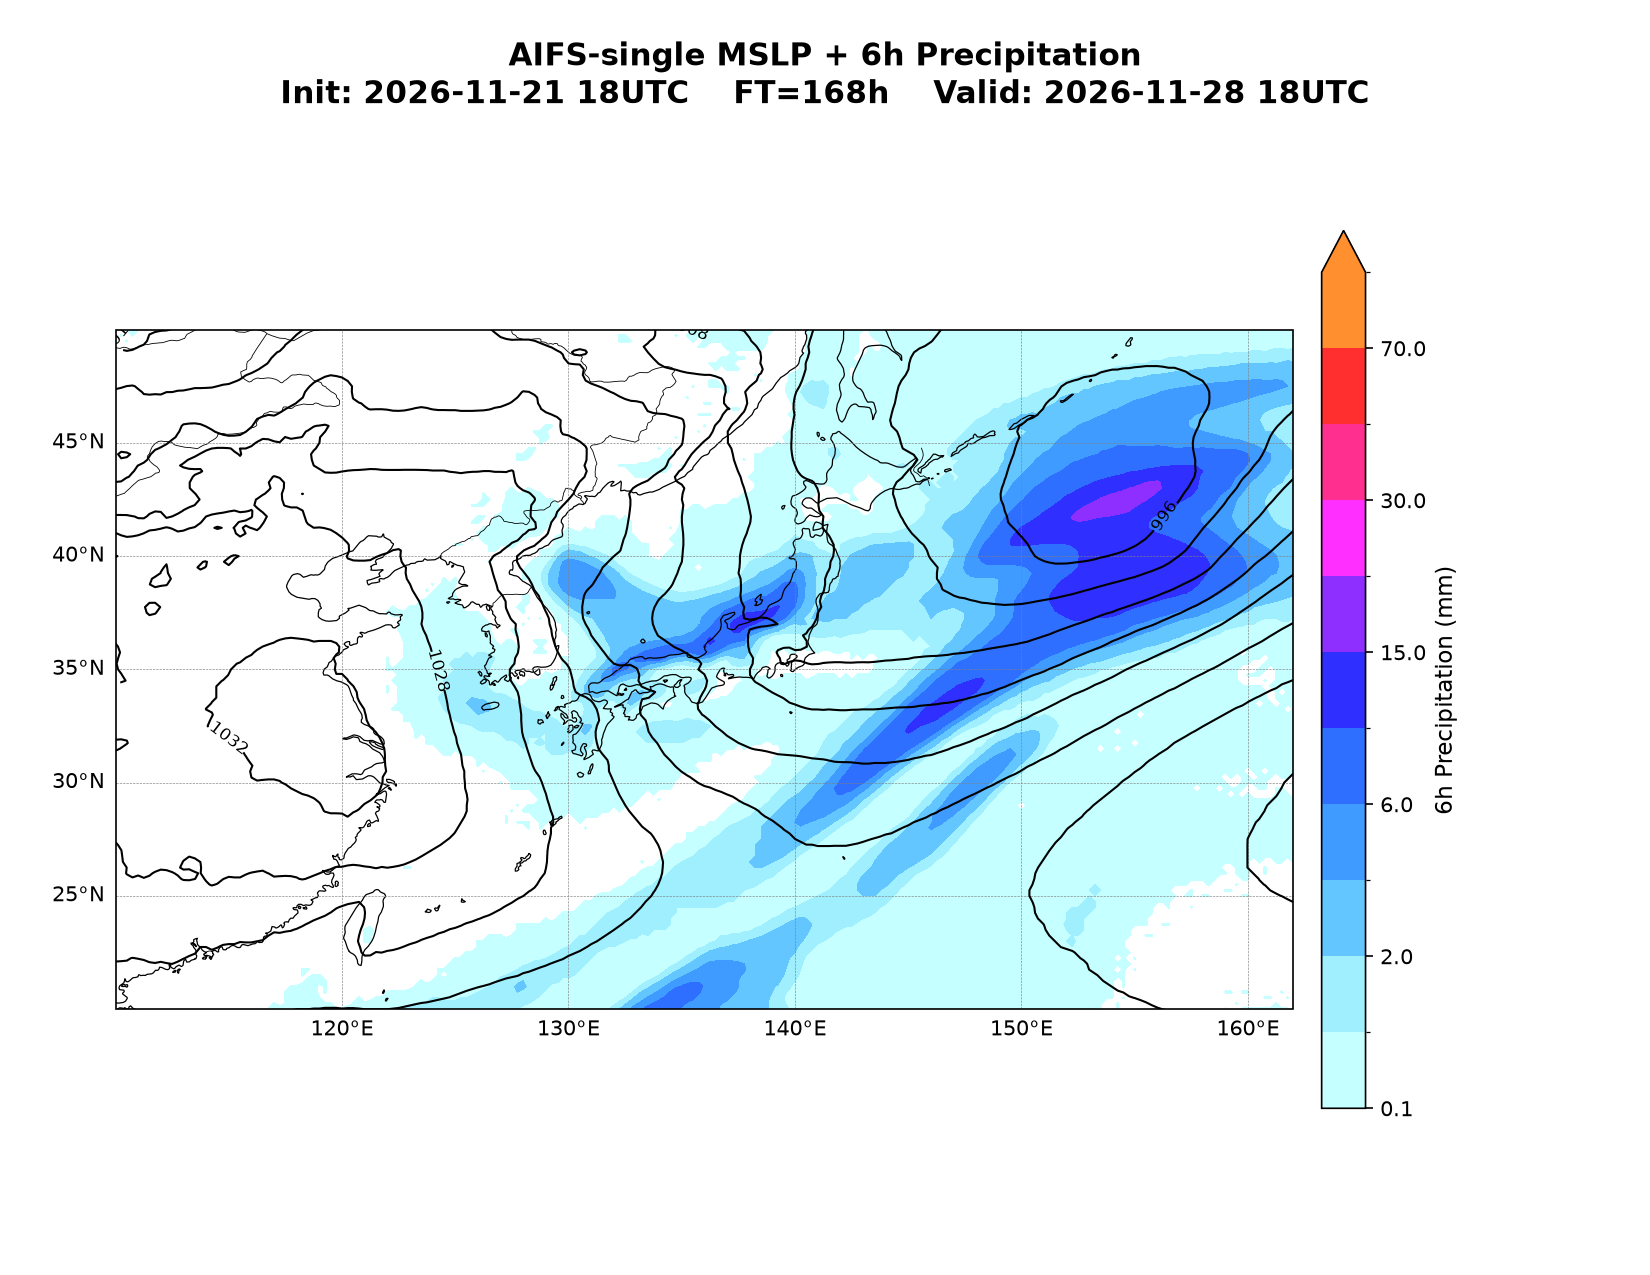 AIFS-single MSLP + 6h Precipitation
Init: 2026-11-21 18UTC    FT=168h    Valid: 2026-11-28 18UTC
70.0
30.0
15.0
6.0
2.0
0.1
6h Precipitation (mm)
45°N
40°N
35°N
30°N
25°N
120°E
130°E
140°E
150°E
160°E
996
1028
1032